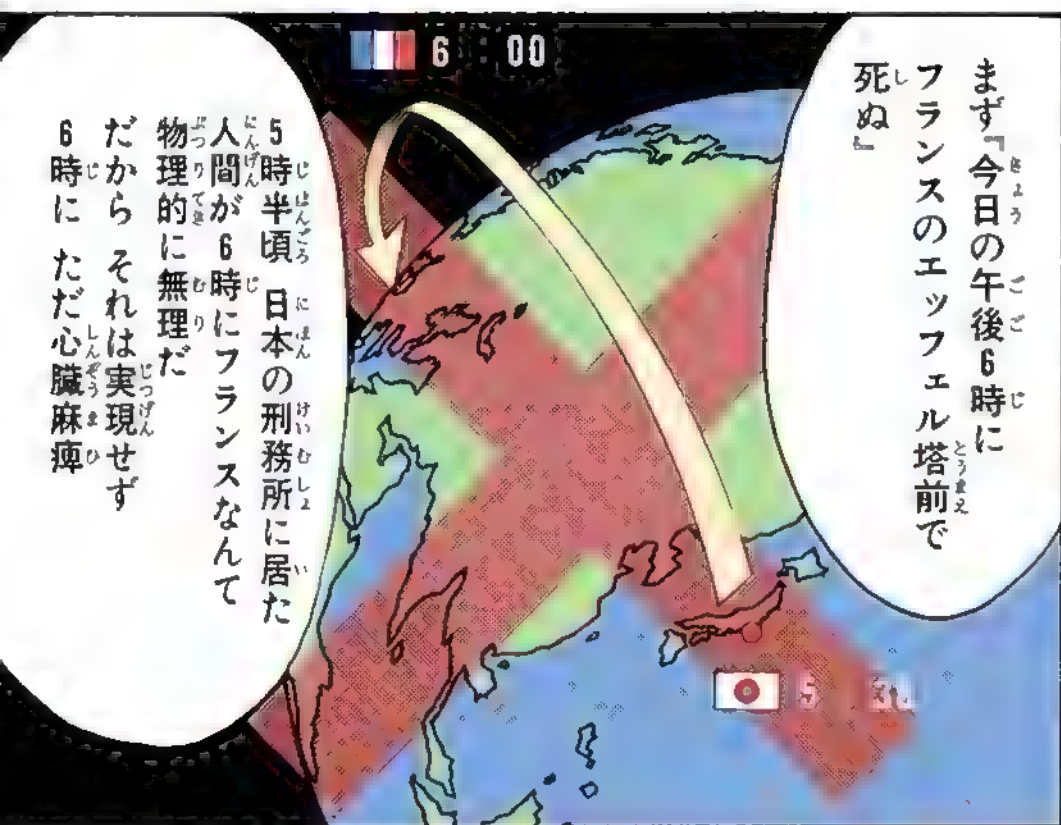 まず『今日の午後6時に
フランスのエッフェル塔前で
死ぬ』
6:00
5時半頃 日本の刑務所に居た
人間が6時にフランスなんて
物理的に無理だ
だから それは実現せず
6時に ただ心臓麻痺
5